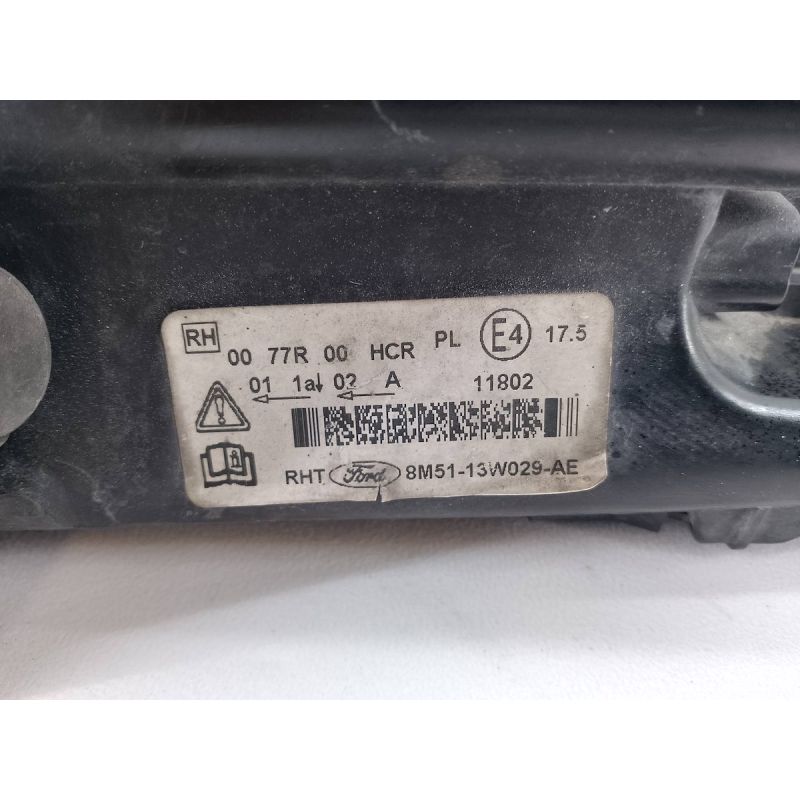 RH 00 77R 00 HCR PL E4 17.5
01 1a↓ 02 A 11802
RHT Ford 8M51-13W029-AE